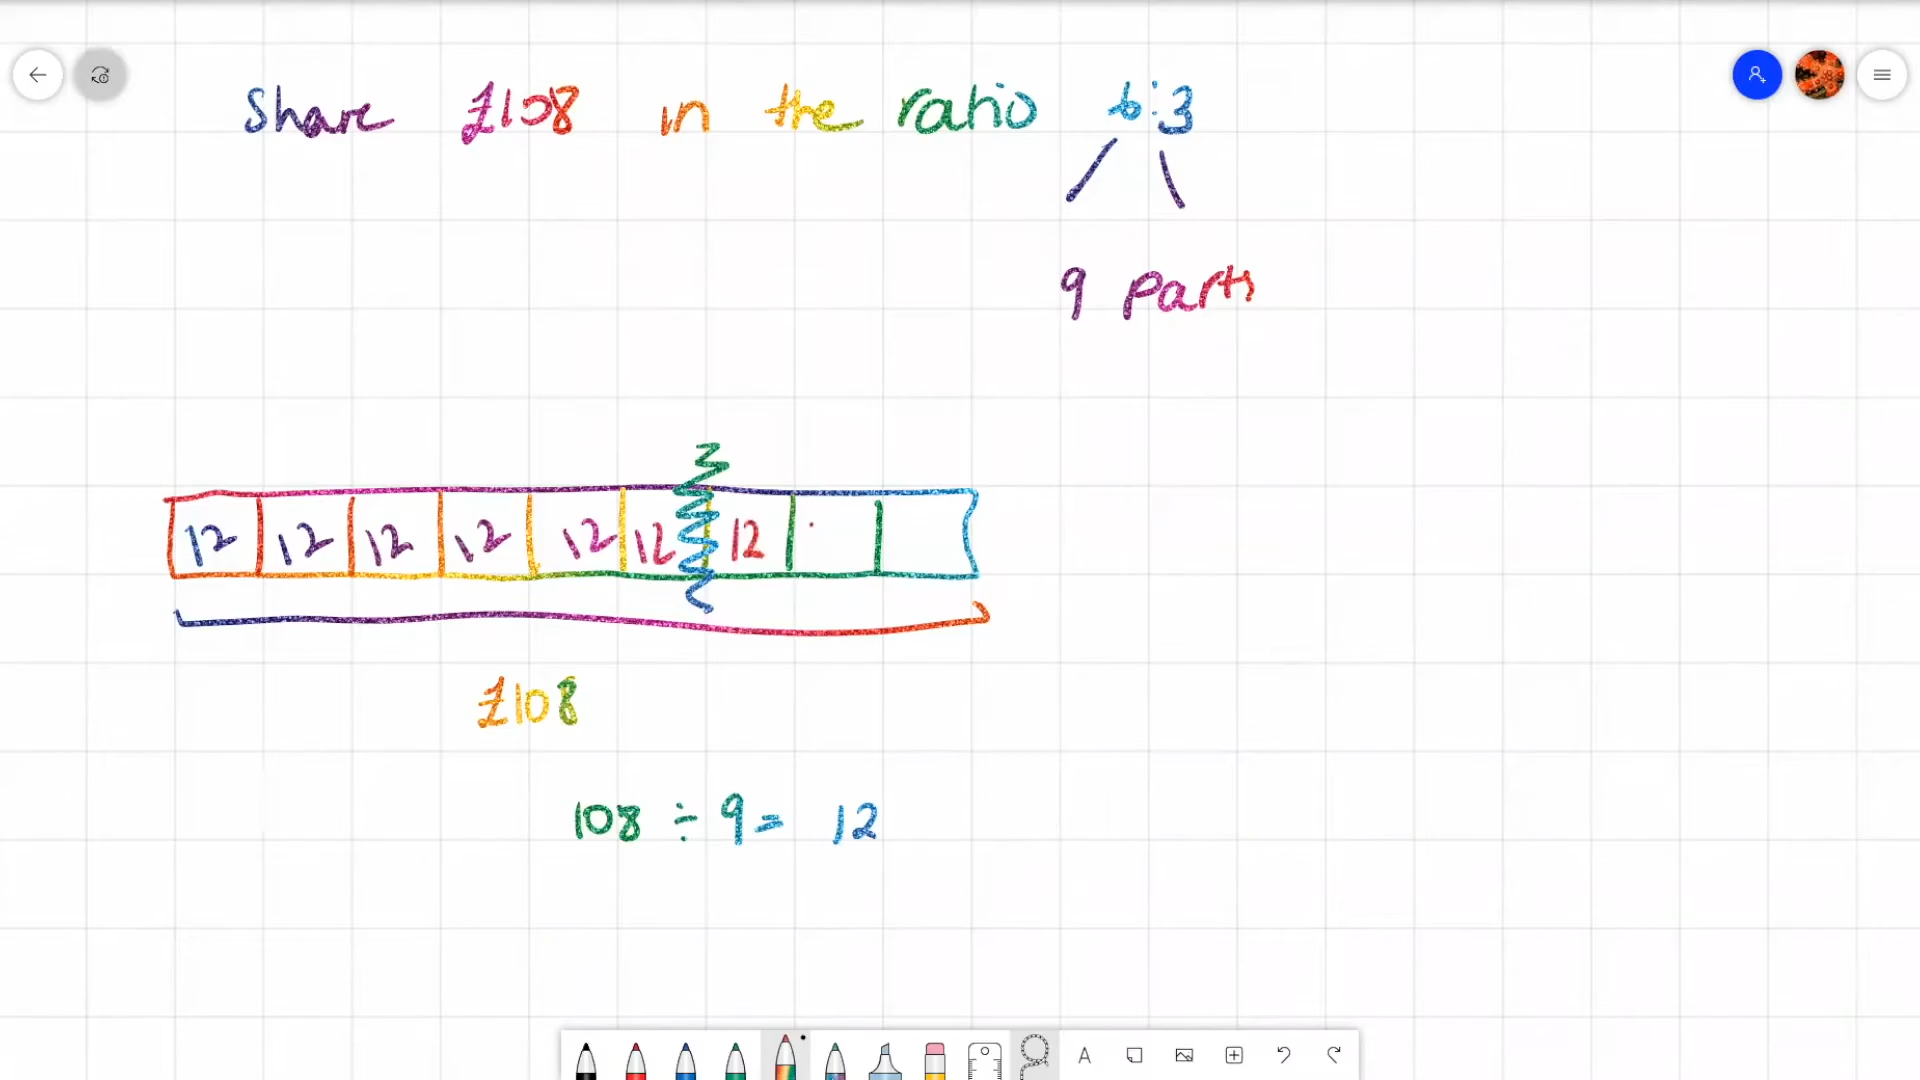 Share £108 in the ratio 6:3
9 parts
12 12 12 12 12 12 12
£108
108 ÷ 9 = 12
A